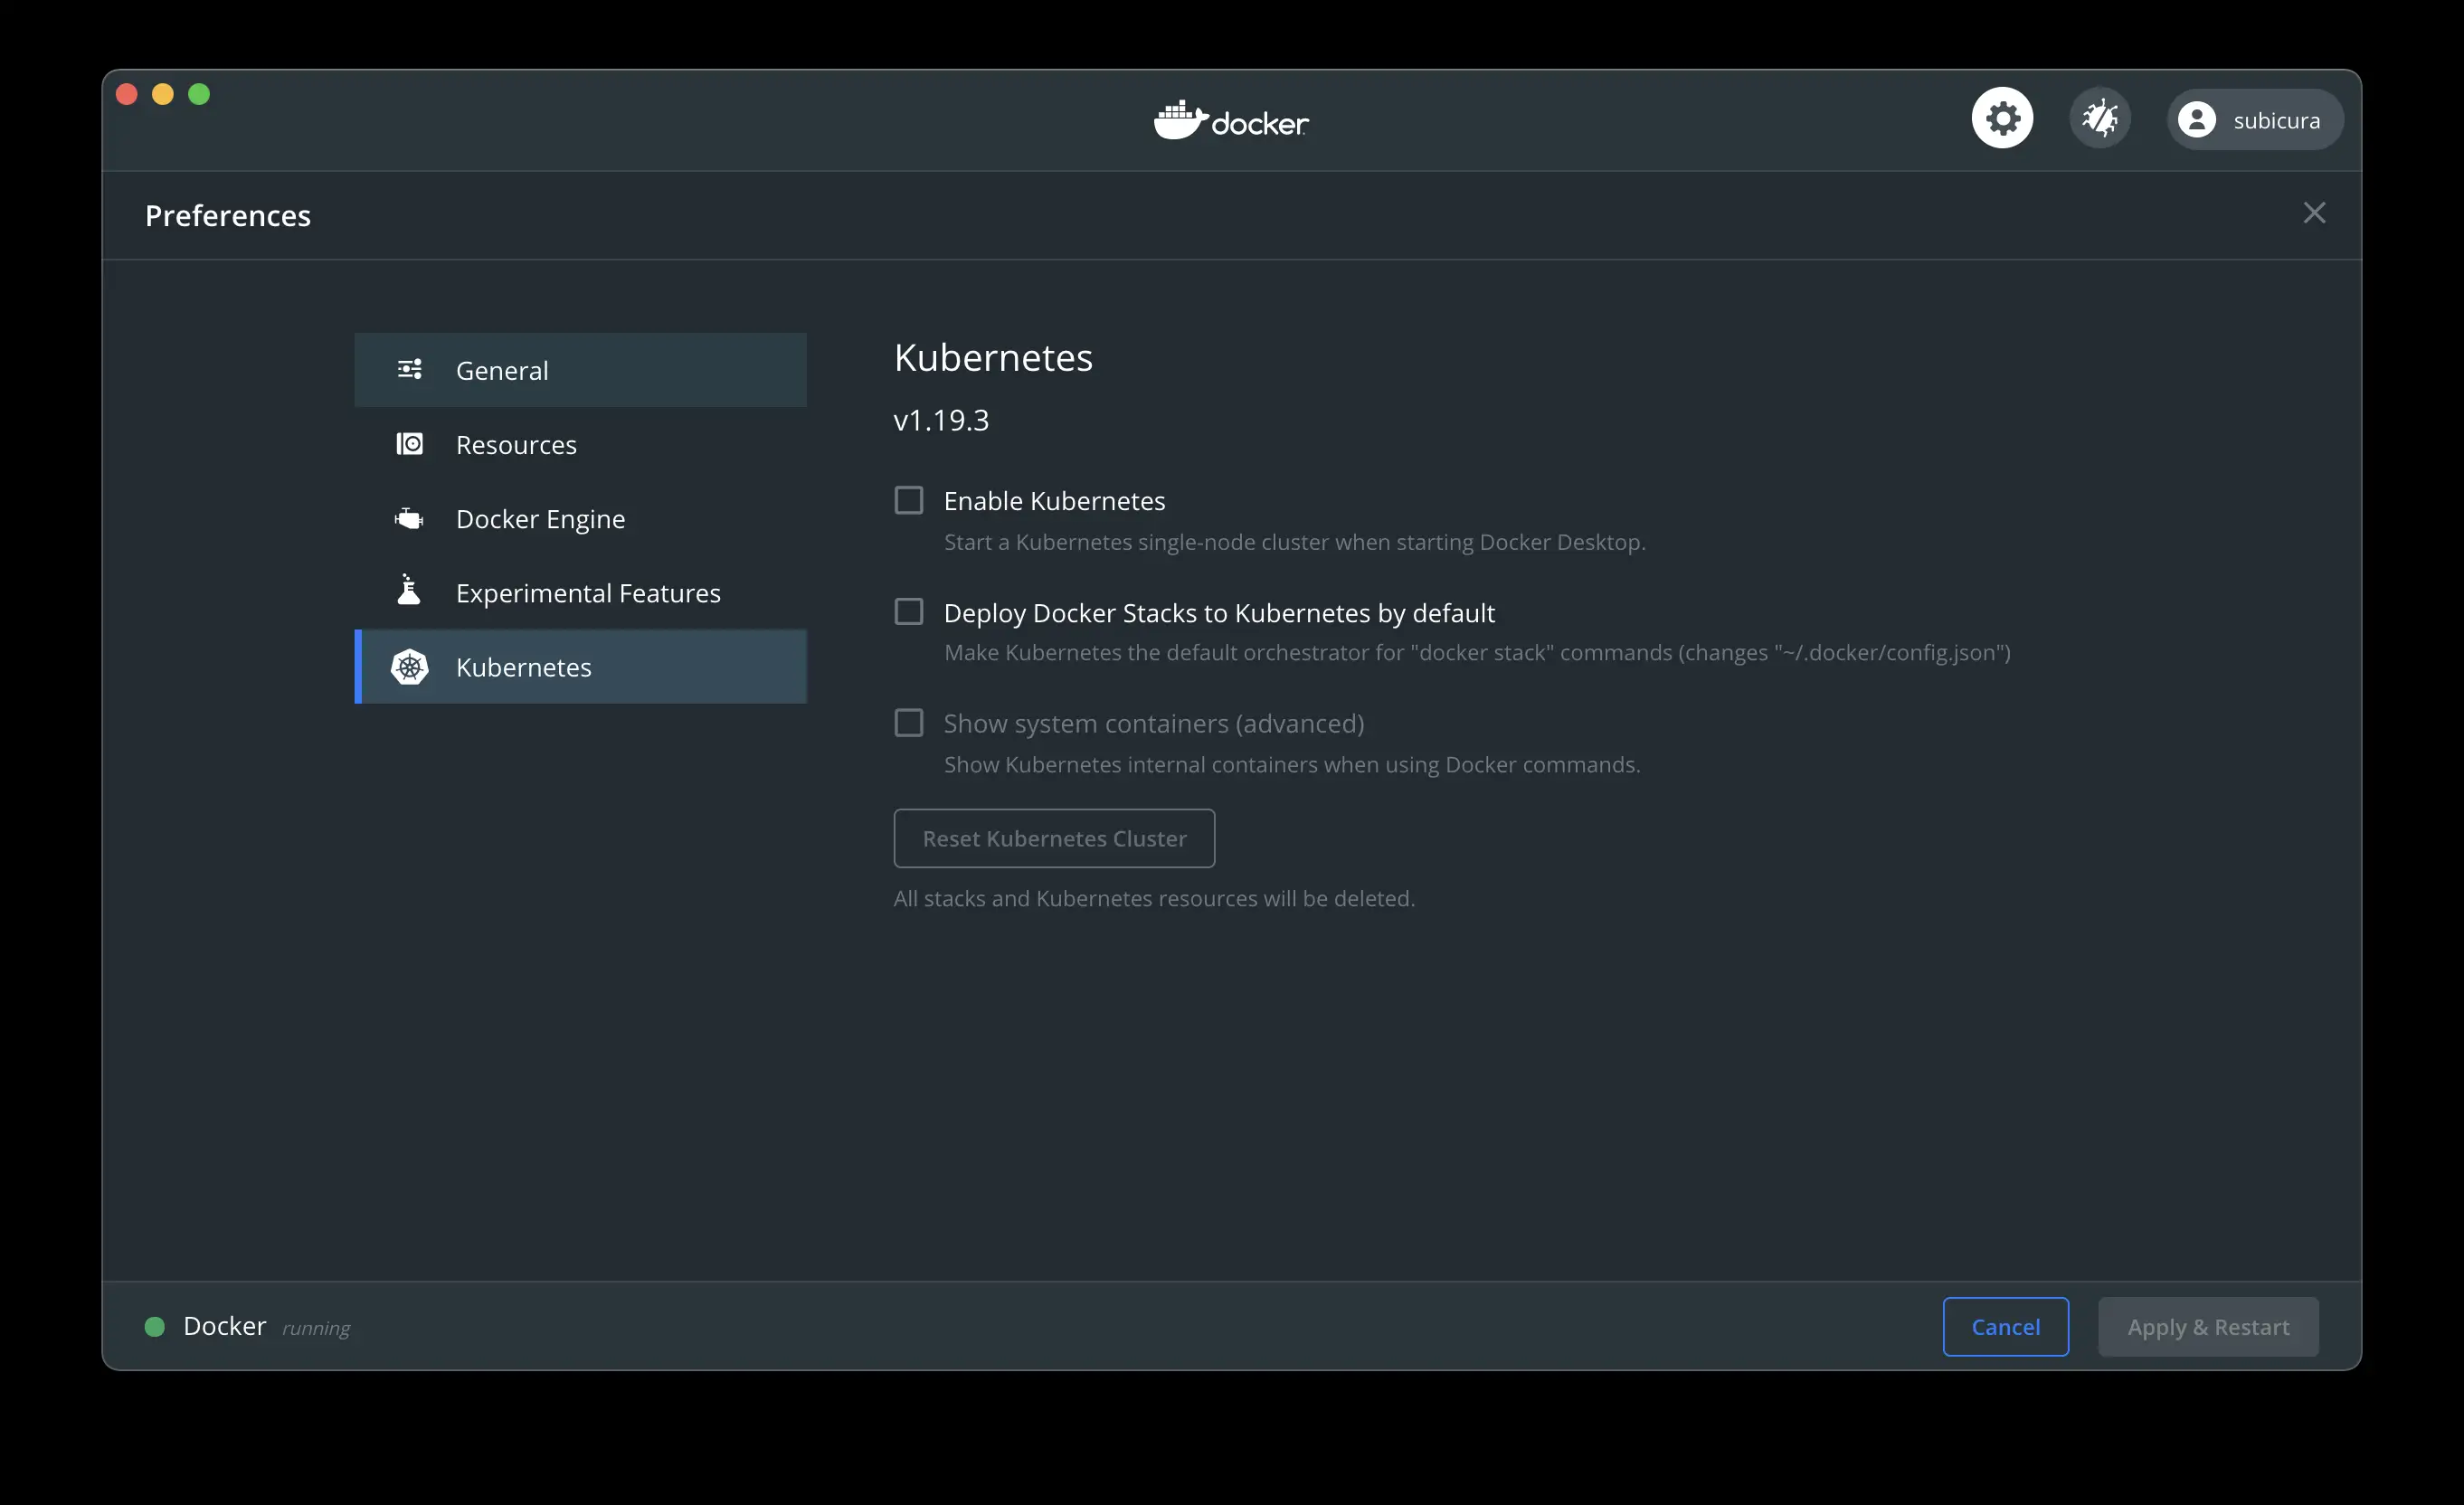 docker
subicura
Preferences
General
Resources
Docker Engine
Experimental Features
Kubernetes
Kubernetes
v1.19.3
Enable Kubernetes
Start a Kubernetes single-node cluster when starting Docker Desktop.
Deploy Docker Stacks to Kubernetes by default
Make Kubernetes the default orchestrator for "docker stack" commands (changes "~/.docker/config.json")
Show system containers (advanced)
Show Kubernetes internal containers when using Docker commands.
Reset Kubernetes Cluster
All stacks and Kubernetes resources will be deleted.
Docker running
Cancel
Apply & Restart